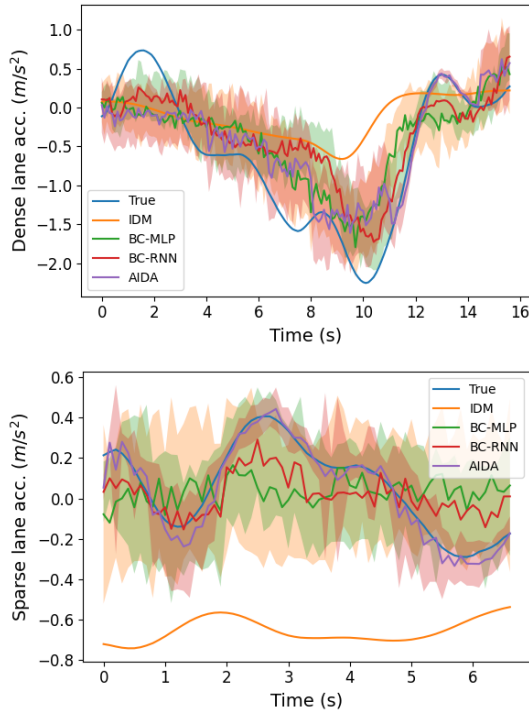 Dense lane acc. (m/s²)
1.0
0.5
0.0
−0.5
−1.0
−1.5
−2.0
True
IDM
BC-MLP
BC-RNN
AIDA
0 2 4 6 8 10 12 14 16
Time (s)
Sparse lane acc. (m/s²)
0.6
0.4
0.2
0.0
−0.2
−0.4
−0.6
−0.8
True
IDM
BC-MLP
BC-RNN
AIDA
0 1 2 3 4 5 6
Time (s)